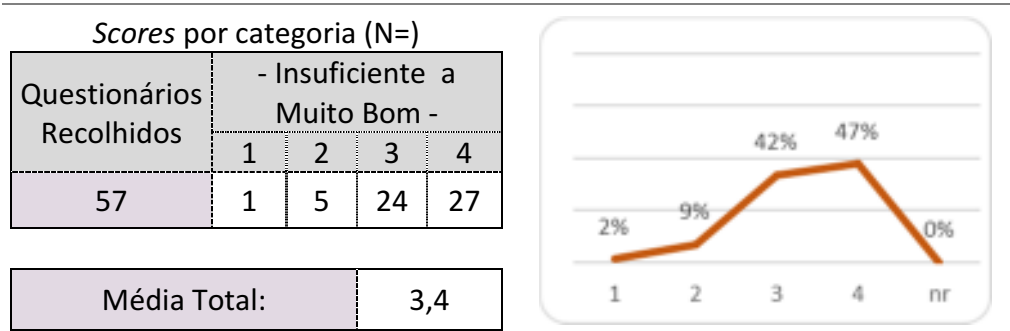 Scores por categoria (N=)
Questionários
Recolhidos
- Insuficiente a
Muito Bom -
1 2 3 4
57 1 5 24 27
Média Total: 3,4
2% 9% 42% 47% 0%
1 2 3 4 nr